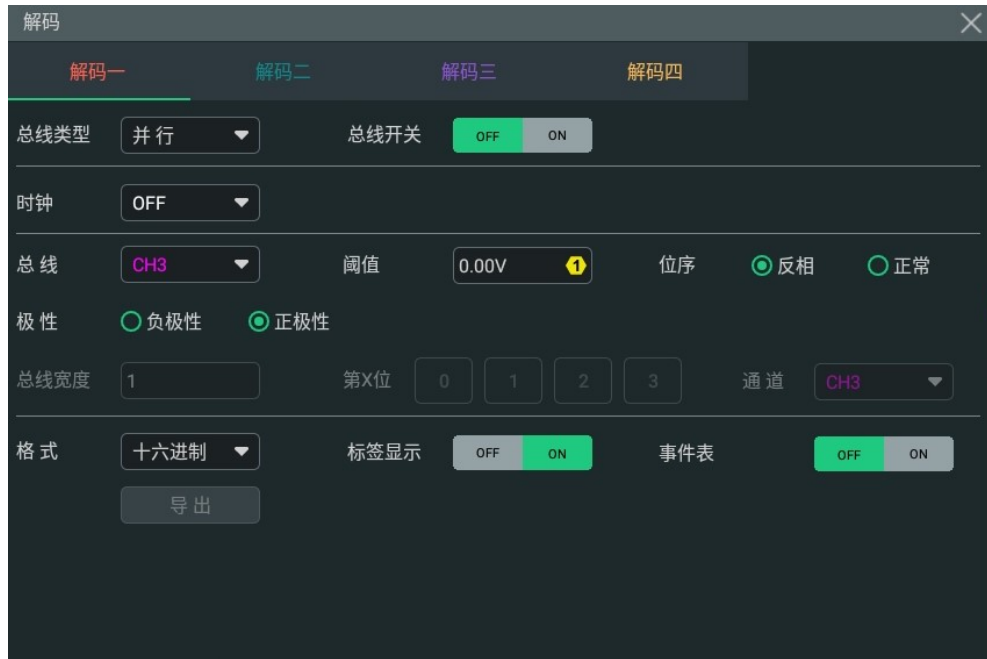 解码
解码一 解码二 解码三 解码四
总线类型 并行 总线开关 OFF ON
时钟 OFF
总线 CH3 阈值 0.00V 1 位序 反相 正常
极性 负极性 正极性
总线宽度 1 第X位 0 1 2 3 通道 CH3
格式 十六进制 标签显示 OFF ON 事件表 OFF ON
导出